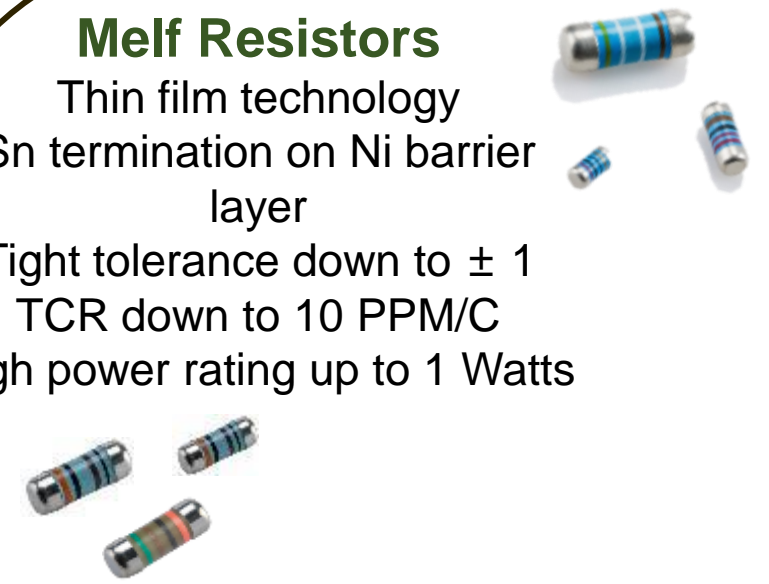 Melf Resistors
Thin film technology
Sn termination on Ni barrier
layer
Tight tolerance down to ± 1
TCR down to 10 PPM/C
gh power rating up to 1 Watts